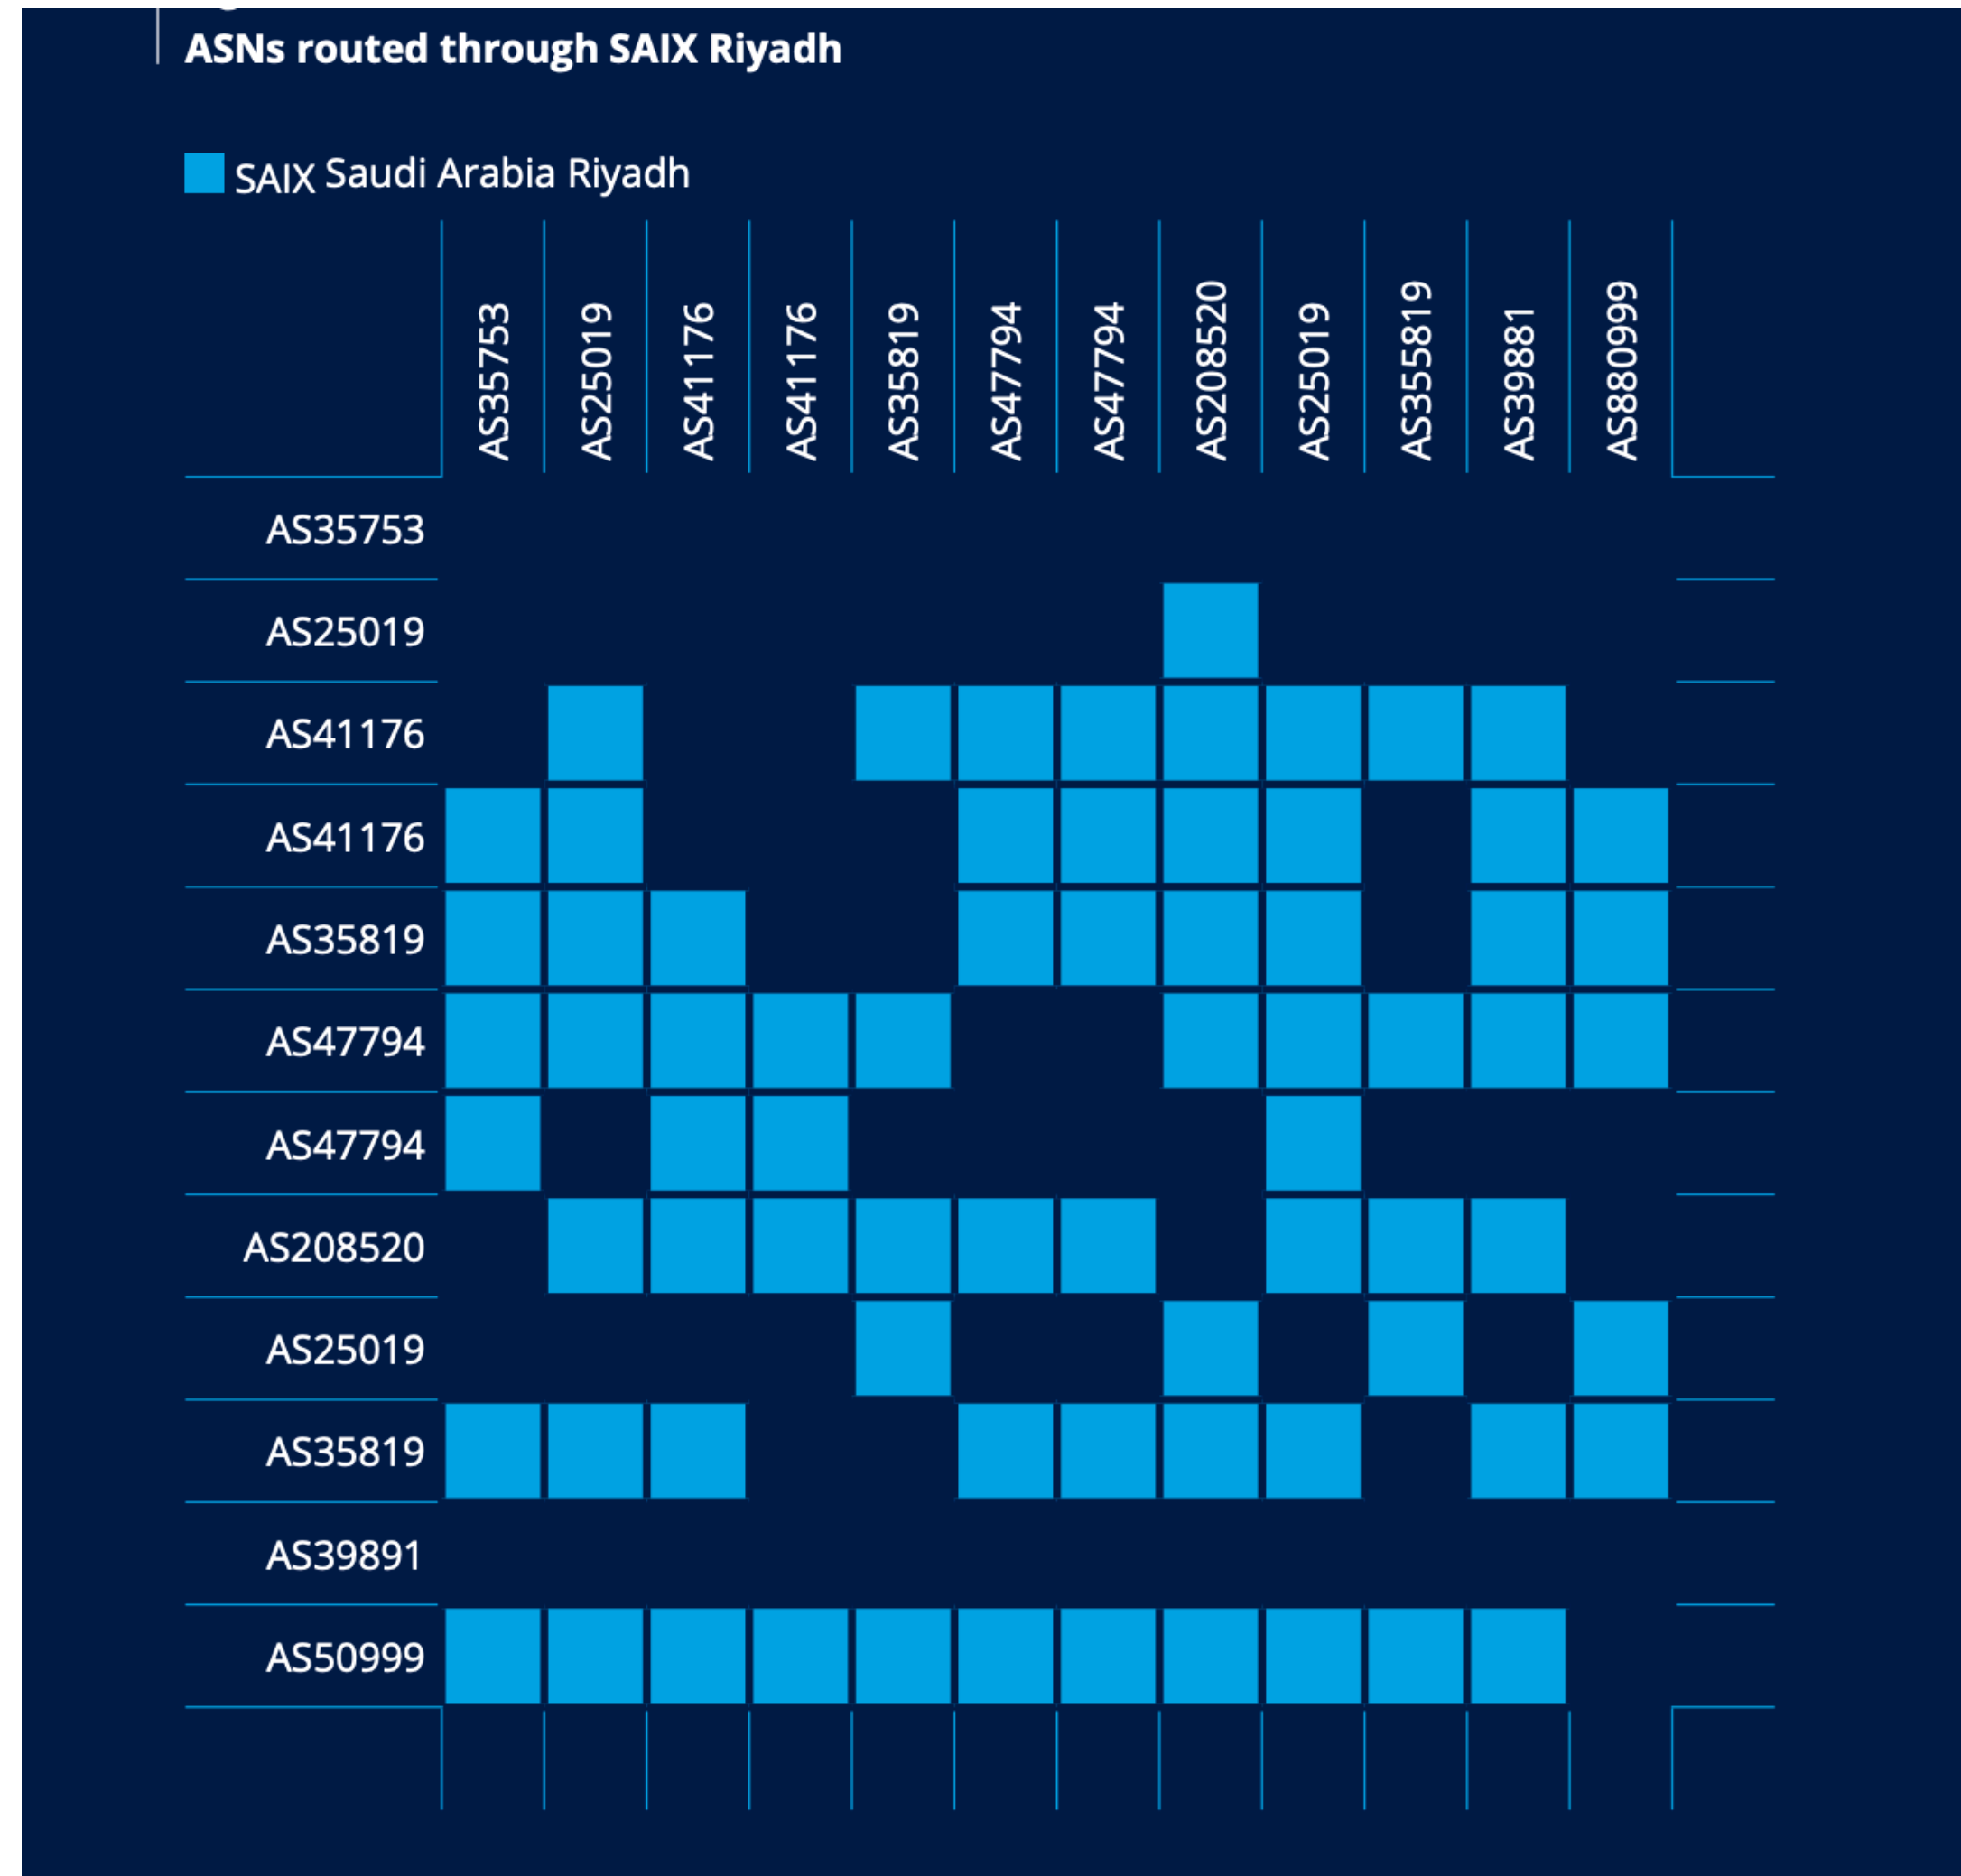 ASNs routed through SAIX Riyadh
SAIX Saudi Arabia Riyadh
AS35753
AS25019
AS41176
AS41176
AS35819
AS47794
AS47794
AS208520
AS25019
AS355819
AS39881
AS880999
AS35753
AS25019
AS41176
AS41176
AS35819
AS47794
AS47794
AS208520
AS25019
AS35819
AS39891
AS50999